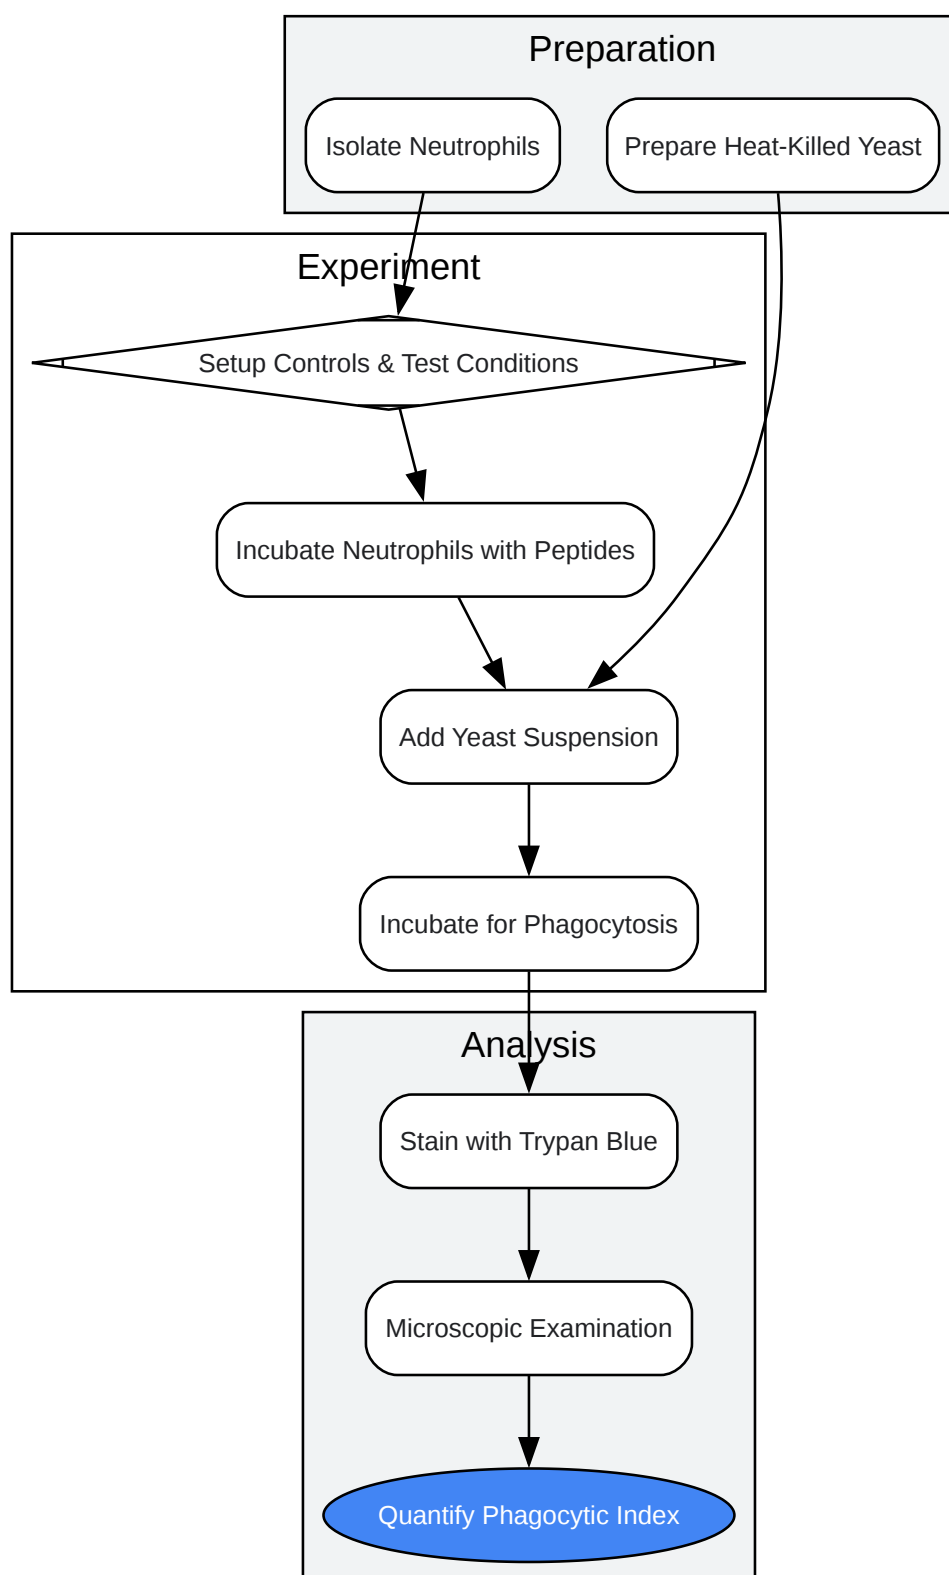 Preparation
Isolate Neutrophils
Prepare Heat-Killed Yeast
Experiment
Setup Controls & Test Conditions
Incubate Neutrophils with Peptides
Add Yeast Suspension
Incubate for Phagocytosis
Analysis
Stain with Trypan Blue
Microscopic Examination
Quantify Phagocytic Index